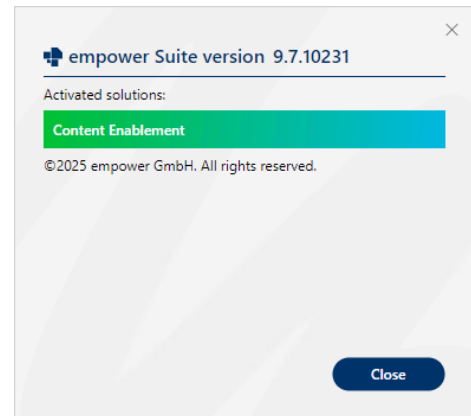 empower Suite version 9.7.10231
Activated solutions:
Content Enablement
©2025 empower GmbH. All rights reserved.
Close